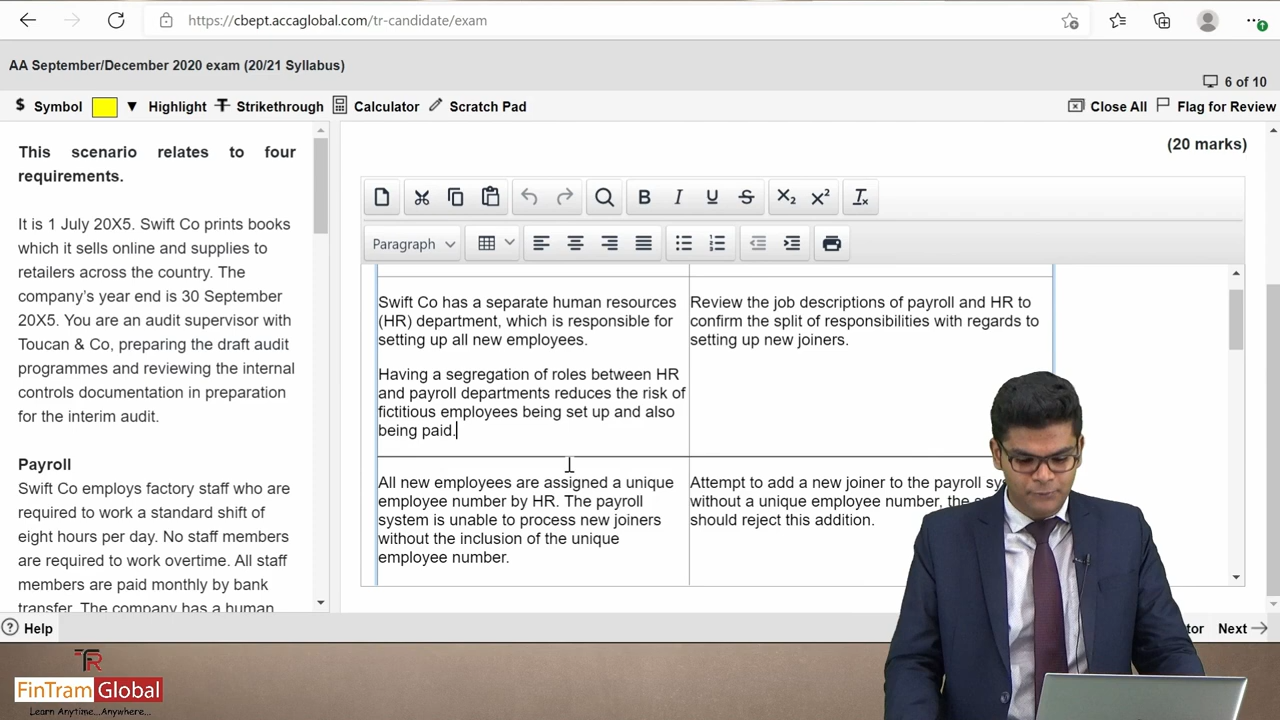 https://cbept.accaglobal.com/tr-candidate/exam
AA September/December 2020 exam (20/21 Syllabus)
6 of 10
$ Symbol
Highlight
Strikethrough
Calculator
Scratch Pad
Close All
Flag for Review
This scenario relates to four
requirements.
It is 1 July 20X5. Swift Co prints books
which it sells online and supplies to
retailers across the country. The
company's year end is 30 September
20X5. You are an audit supervisor with
Toucan & Co, preparing the draft audit
programmes and reviewing the internal
controls documentation in preparation
for the interim audit.
Payroll
Swift Co employs factory staff who are
required to work a standard shift of
eight hours per day. No staff members
are required to work overtime. All staff
members are paid monthly by bank
transfer. The company has a human
(20 marks)
Paragraph
Swift Co has a separate human resources
(HR) department, which is responsible for
setting up all new employees.
Having a segregation of roles between HR
and payroll departments reduces the risk of
fictitious employees being set up and also
being paid.
Review the job descriptions of payroll and HR to
confirm the split of responsibilities with regards to
setting up new joiners.
All new employees are assigned a unique
employee number by HR. The payroll
system is unable to process new joiners
without the inclusion of the unique
employee number.
Attempt to add a new joiner to the payroll
without a unique employee number, the
should reject this addition.
Help
Next
FinTram Global
Learn Anytime...Anywhere...